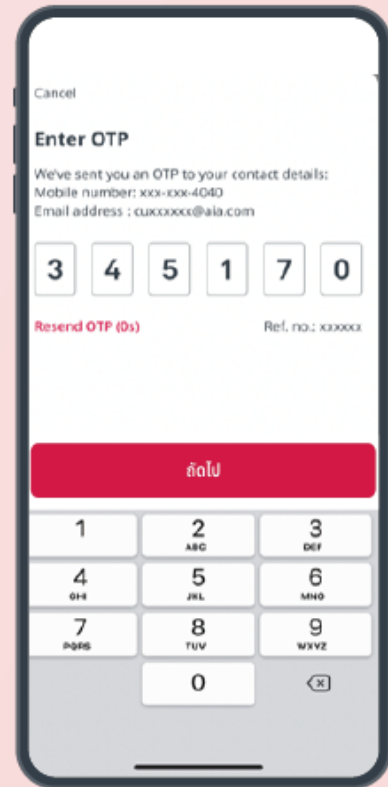 Cancel
Enter OTP
We've sent you an OTP to your contact details:
Mobile number: xxx-xxx-4040
Email address : cuxxxxxx@aia.com
3 4 5 1 7 0
Resend OTP (0s) Ref. no.: xxxxxx
ถัดไป
1 2 3
ABC DEF
4 5 6
GHI JKL MNO
7 8 9
PQRS TUV WXYZ
0